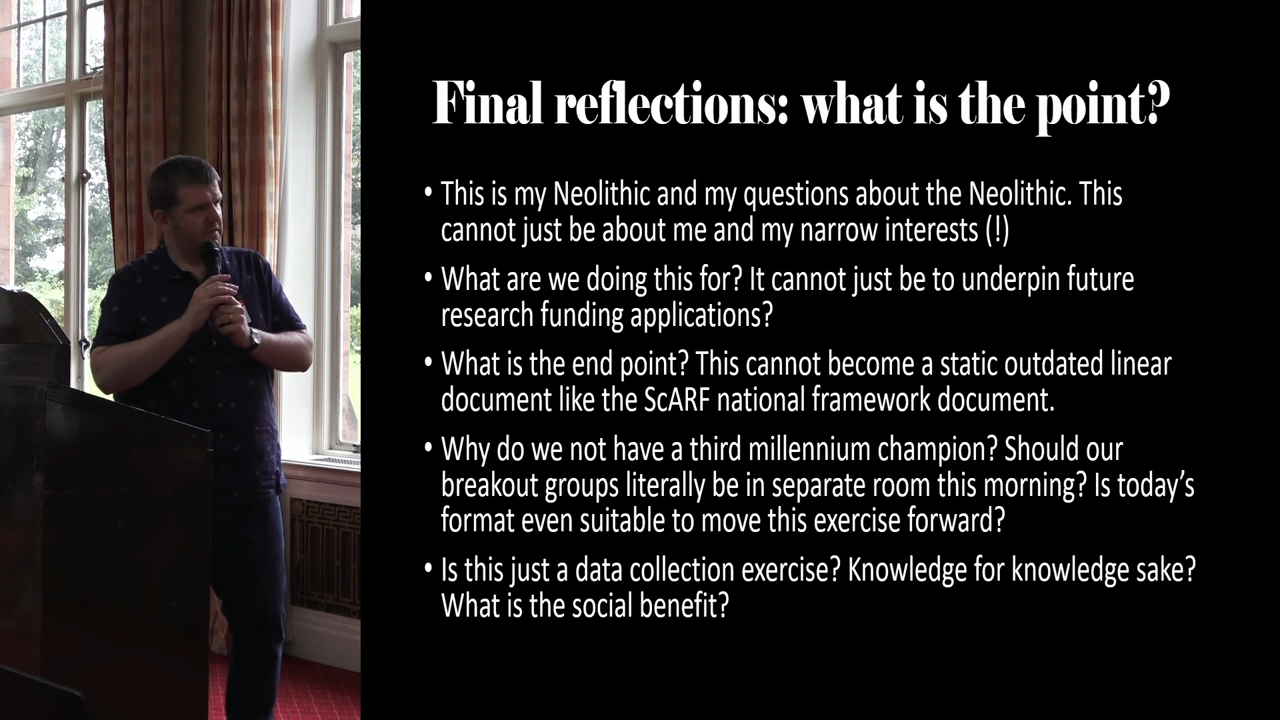 Final reflections: what is the point?
• This is my Neolithic and my questions about the Neolithic. This
cannot just be about me and my narrow interests (!)
• What are we doing this for? It cannot just be to underpin future
research funding applications?
• What is the end point? This cannot become a static outdated linear
document like the ScARF national framework document.
• Why do we not have a third millennium champion? Should our
breakout groups literally be in separate room this morning? Is today’s
format even suitable to move this exercise forward?
• Is this just a data collection exercise? Knowledge for knowledge sake?
What is the social benefit?